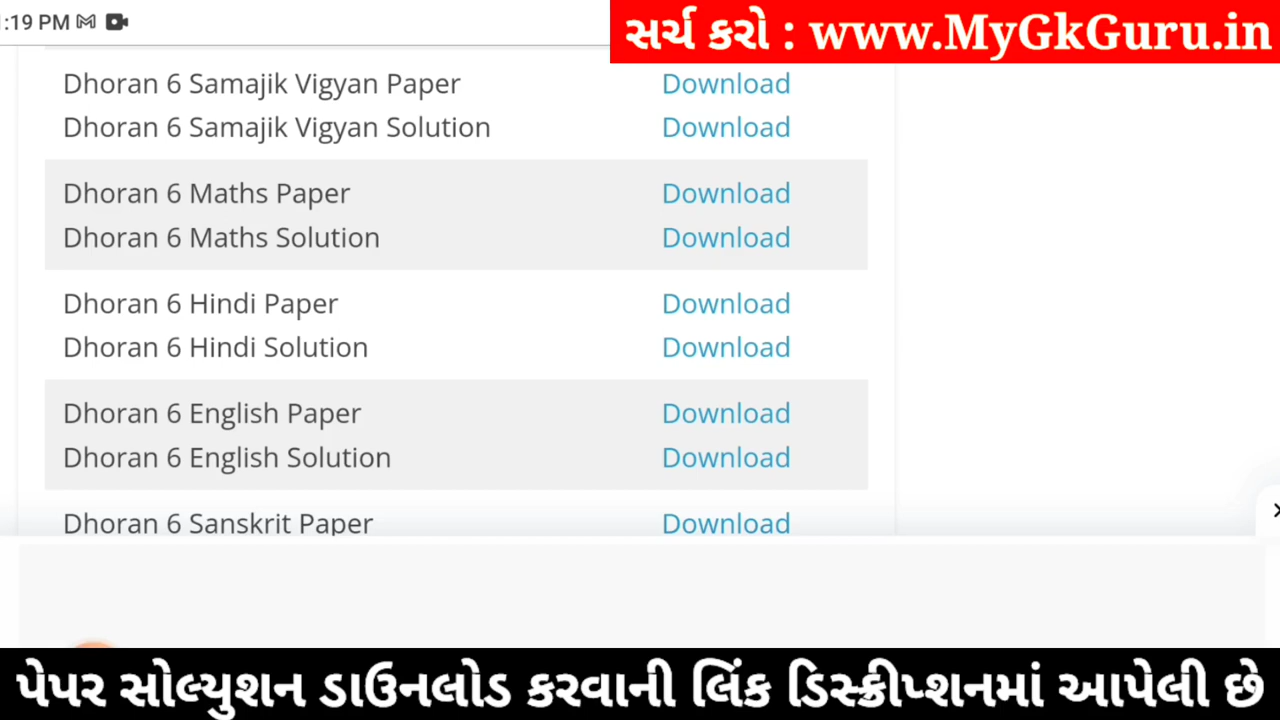 :19 PM
સર્ચ કરો : www.MyGkGuru.in
Dhoran 6 Samajik Vigyan Paper Download
Dhoran 6 Samajik Vigyan Solution Download
Dhoran 6 Maths Paper Download
Dhoran 6 Maths Solution Download
Dhoran 6 Hindi Paper Download
Dhoran 6 Hindi Solution Download
Dhoran 6 English Paper Download
Dhoran 6 English Solution Download
Dhoran 6 Sanskrit Paper Download
પેપર સોલ્યુશન ડાઉનલોડ કરવાની લિંક ડિસ્ક્રીપ્શનમાં આપેલી છે